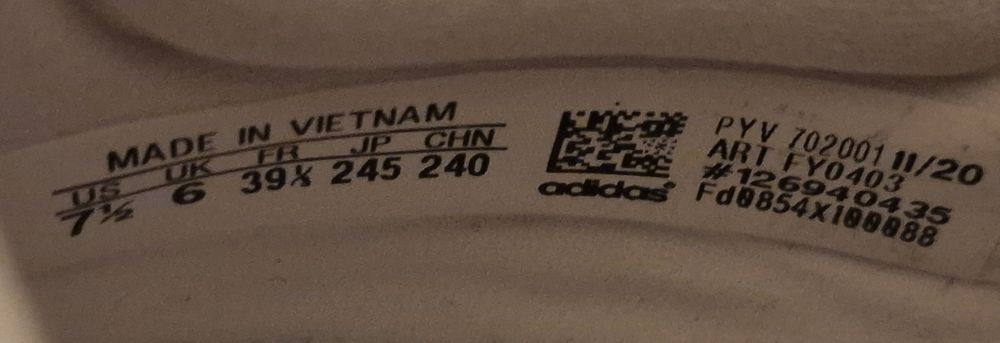 MADE IN VIETNAM
US UK FR JP CHN
7½ 6 39⅓ 245 240
adidas
PYV 702001 11/20
ART FY0403
#126940435
Fd0854X100088